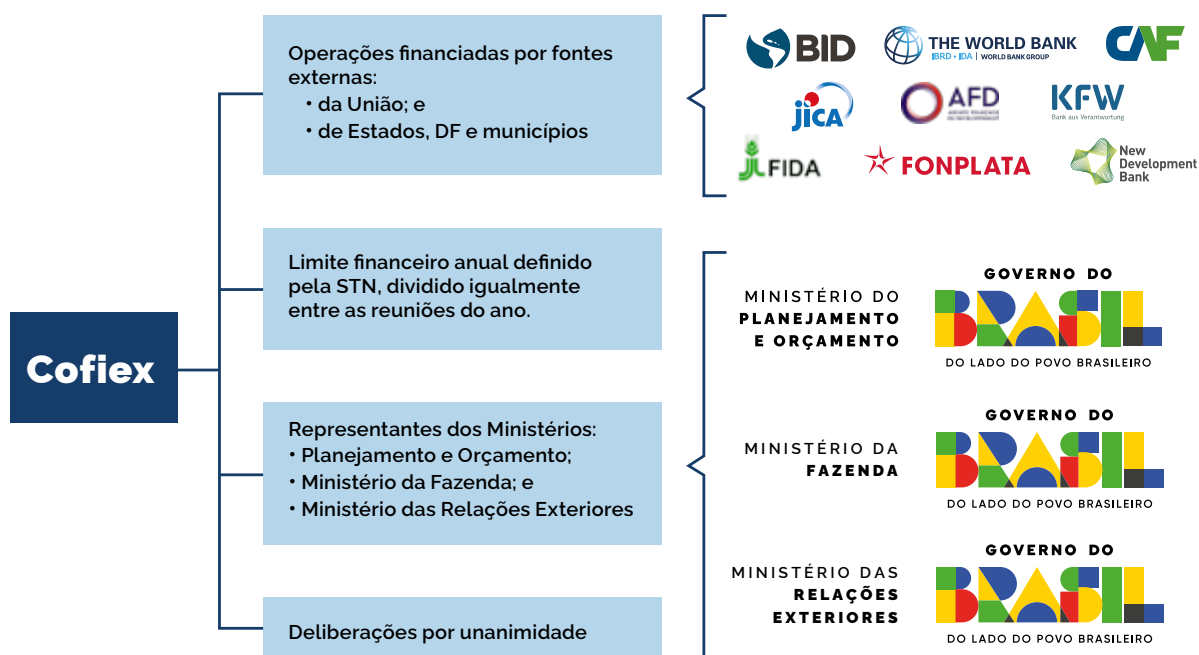 Cofiex
Operações financiadas por fontes
externas:
• da União; e
• de Estados, DF e municípios
BID
THE WORLD BANK
IBRD • IDA | WORLD BANK GROUP
CAF
jICA
AFD
KFW
Bank aus Verantwortung
FIDA
FONPLATA
New
Development
Bank
Limite financeiro anual definido
pela STN, dividido igualmente
entre as reuniões do ano.
Representantes dos Ministérios:
• Planejamento e Orçamento;
• Ministério da Fazenda; e
• Ministério das Relações Exteriores
Deliberações por unanimidade
MINISTÉRIO DO
PLANEJAMENTO
E ORÇAMENTO
GOVERNO DO
BRASIL
DO LADO DO POVO BRASILEIRO
MINISTÉRIO DA
FAZENDA
GOVERNO DO
BRASIL
DO LADO DO POVO BRASILEIRO
MINISTÉRIO DAS
RELAÇÕES
EXTERIORES
GOVERNO DO
BRASIL
DO LADO DO POVO BRASILEIRO